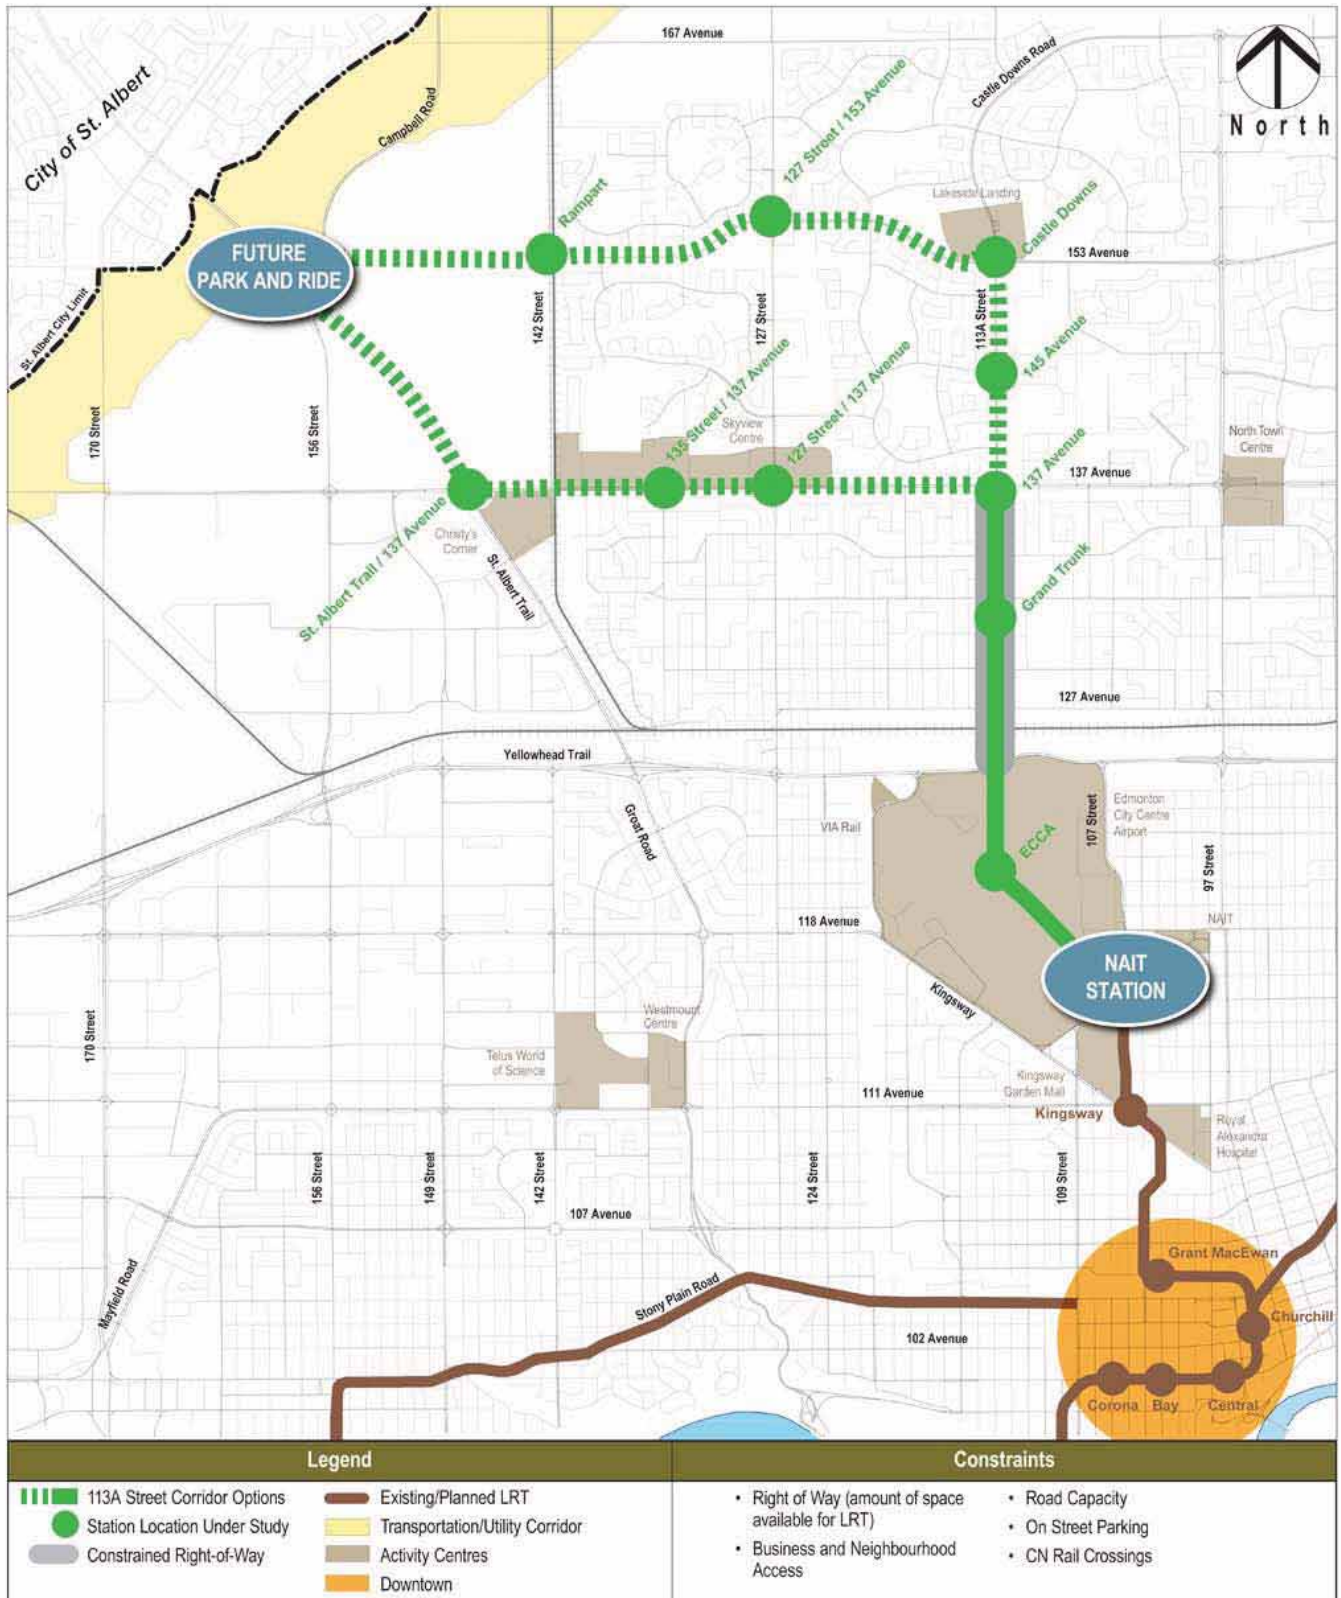 167 Avenue
City of St. Albert
Campbell Road
Castle Downs Road
North
127 Street / 153 Avenue
Rampart
Lakeside Landing
Castle Downs
FUTURE
PARK AND RIDE
153 Avenue
St. Albert City Limit
142 Street
127 Street
113A Street
145 Avenue
135 Street / 137 Avenue
127 Street / 137 Avenue
170 Street
156 Street
Skyview
Centre
137 Avenue
137 Avenue
North Town
Centre
St. Albert Trail / 137 Avenue
Christy's
Corner
St. Albert Trail
Grand Trunk
127 Avenue
Yellowhead Trail
Groat Road
VIA Rail
ECCA
107 Street
Edmonton
City Centre
Airport
97 Street
118 Avenue
NAIT
NAIT
STATION
Kingsway
170 Street
Westmount
Centre
Telus World
of Science
Kingsway
Garden Mall
111 Avenue
Kingsway
Royal
Alexandra
Hospital
156 Street
149 Street
142 Street
124 Street
109 Street
107 Avenue
Mayfield Road
Stony Plain Road
Grant MacEwan
Churchill
102 Avenue
Corona
Bay
Central
Legend
113A Street Corridor Options
Station Location Under Study
Constrained Right-of-Way
Existing/Planned LRT
Transportation/Utility Corridor
Activity Centres
Downtown
Constraints
• Right of Way (amount of space
available for LRT)
• Business and Neighbourhood
Access
• Road Capacity
• On Street Parking
• CN Rail Crossings